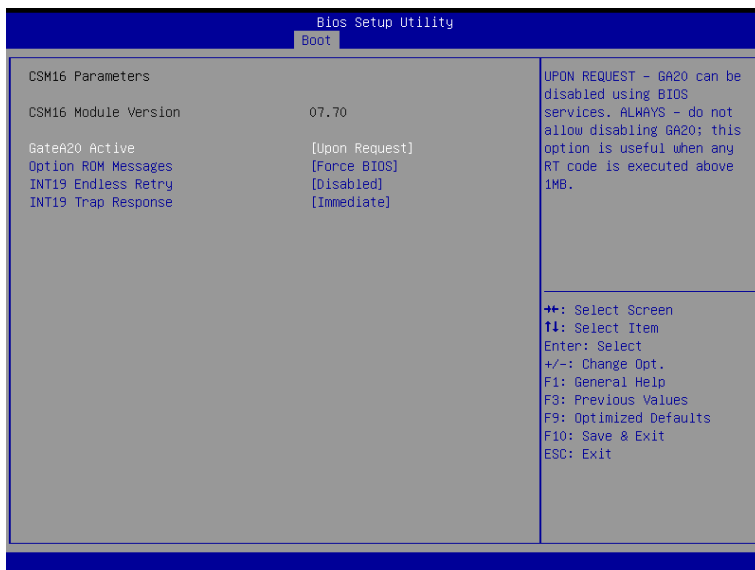 Bios Setup Utility
Boot
CSM16 Parameters
CSM16 Module Version 07.70
GateA20 Active [Upon Request]
Option ROM Messages [Force BIOS]
INT19 Endless Retry [Disabled]
INT19 Trap Response [Immediate]
UPON REQUEST - GA20 can be
disabled using BIOS
services. ALWAYS - do not
allow disabling GA20; this
option is useful when any
RT code is executed above
1MB.
→←: Select Screen
↑↓: Select Item
Enter: Select
+/-: Change Opt.
F1: General Help
F3: Previous Values
F9: Optimized Defaults
F10: Save & Exit
ESC: Exit